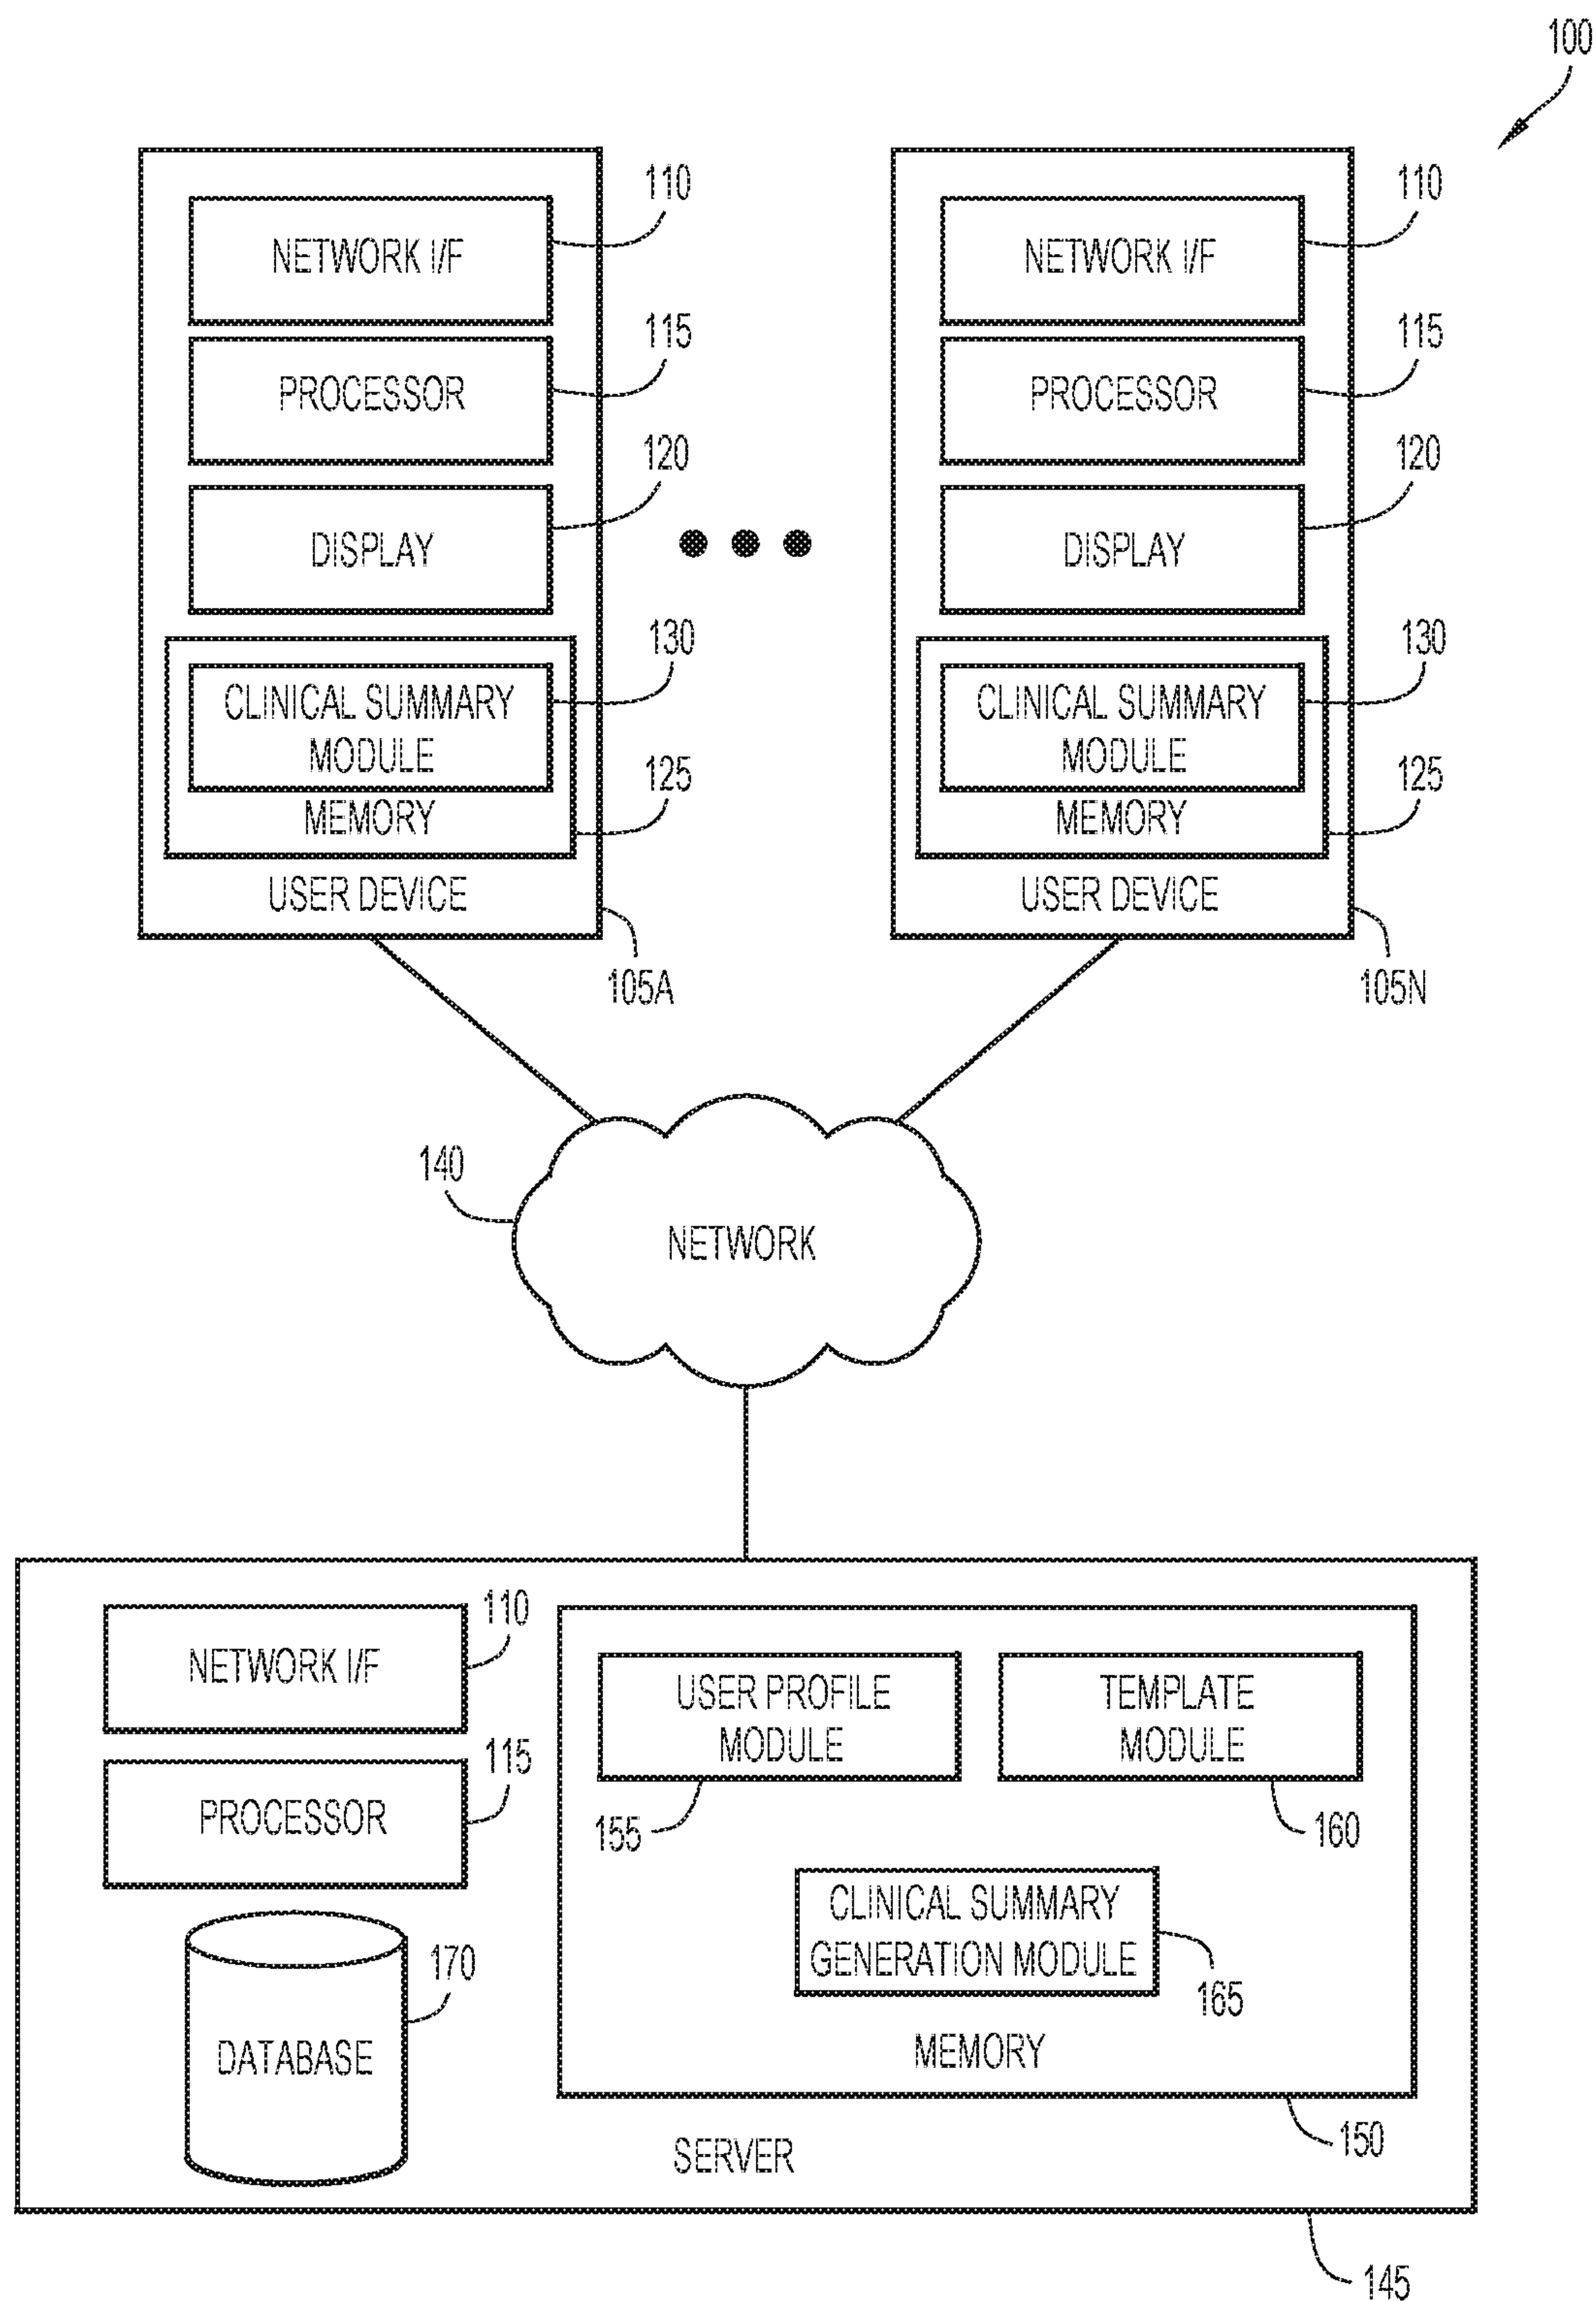 100
110
NETWORK I/F
115
PROCESSOR
120
DISPLAY
130
CLINICAL SUMMARY
MODULE
125
MEMORY
USER DEVICE
105A
110
NETWORK I/F
115
PROCESSOR
120
DISPLAY
130
CLINICAL SUMMARY
MODULE
125
MEMORY
USER DEVICE
105N
140
NETWORK
110
NETWORK I/F
115
PROCESSOR
170
DATABASE
USER PROFILE
MODULE
155
TEMPLATE
MODULE
160
CLINICAL SUMMARY
GENERATION MODULE
165
MEMORY
150
SERVER
145